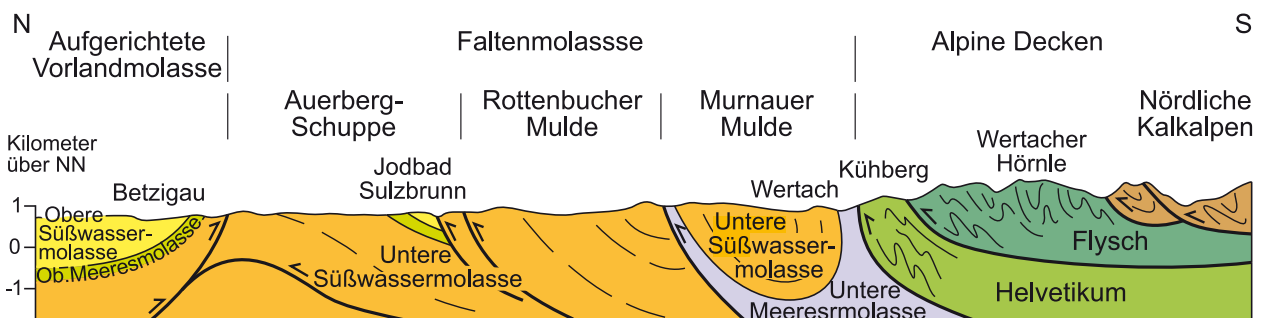 N
S
Aufgerichtete
Vorlandmolasse
Faltenmolassse
Alpine Decken
Auerberg-
Schuppe
Rottenbucher
Mulde
Murnauer
Mulde
Nördliche
Kalkalpen
Kilometer
über NN
Betzigau
Jodbad
Sulzbrunn
Wertach
Kühberg
Wertacher
Hörnle
1
0
-1
Obere
Süßwasser-
molasse
Ob.Meeresmolasse
Untere
Süßwassermolasse
Untere
Süßwasser-
molasse
Untere
Meeresrmolasse
Flysch
Helvetikum